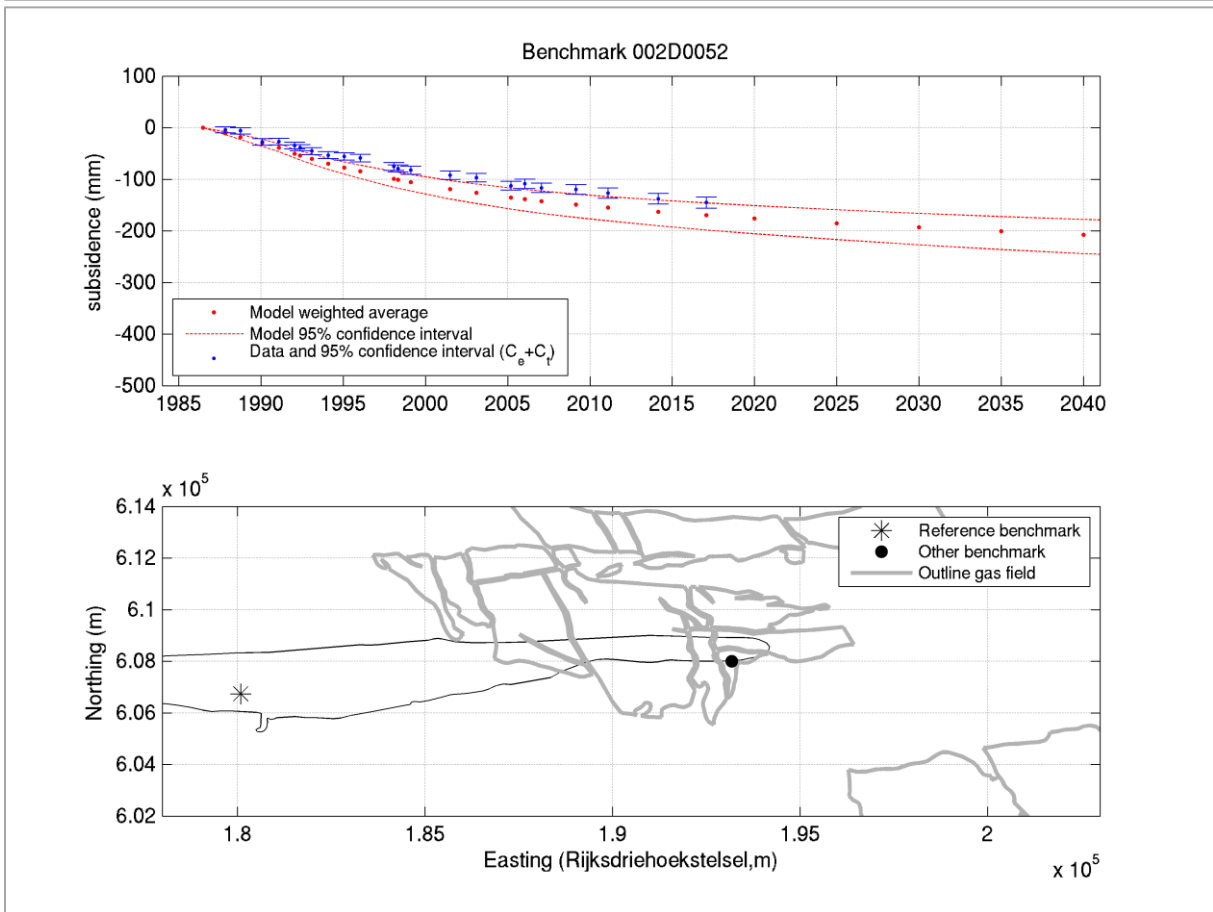 Benchmark 002D0052
subsidence (mm)
100
0
-100
-200
-300
-400
-500
Model weighted average
Model 95% confidence interval
Data and 95% confidence interval (C_e+C_t)
1985 1990 1995 2000 2005 2010 2015 2020 2025 2030 2035 2040
x 10^5
Northing (m)
6.14
6.12
6.1
6.08
6.06
6.04
6.02
Reference benchmark
Other benchmark
Outline gas field
1.8 1.85 1.9 1.95 2
Easting (Rijksdriehoekstelsel,m)
x 10^5